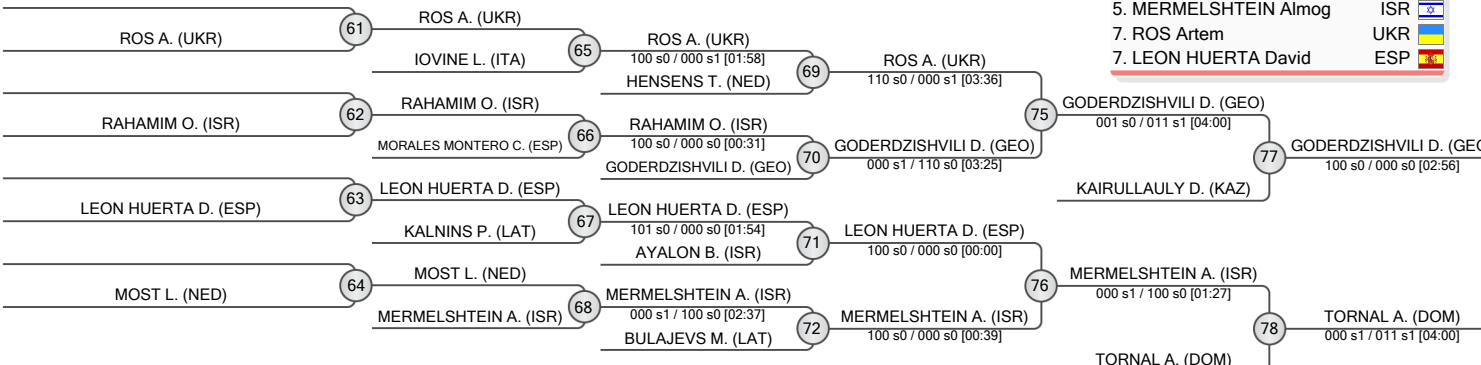 ROS A. (UKR)
61
RAHAMIM O. (ISR)
62
LEON HUERTA D. (ESP)
63
MOST L. (NED)
64
ROS A. (UKR)
IOVINE L. (ITA)
65
RAHAMIM O. (ISR)
MORALES MONTERO C. (ESP)
66
LEON HUERTA D. (ESP)
KALNINS P. (LAT)
67
MOST L. (NED)
MERMELSHTEIN A. (ISR)
68
ROS A. (UKR)
100 s0 / 000 s1 [01:58]
HENSENS T. (NED)
69
RAHAMIM O. (ISR)
100 s0 / 000 s0 [00:31]
GODERDZISHVILI D. (GEO)
70
LEON HUERTA D. (ESP)
101 s0 / 000 s0 [01:54]
AYALON B. (ISR)
71
MERMELSHTEIN A. (ISR)
000 s1 / 100 s0 [02:37]
BULAJEVS M. (LAT)
72
ROS A. (UKR)
110 s0 / 000 s1 [03:36]
GODERDZISHVILI D. (GEO)
000 s1 / 110 s0 [03:25]
75
LEON HUERTA D. (ESP)
100 s0 / 000 s0 [00:00]
MERMELSHTEIN A. (ISR)
100 s0 / 000 s0 [00:39]
76
GODERDZISHVILI D. (GEO)
001 s0 / 011 s1 [04:00]
KAIRULLAULY D. (KAZ)
77
MERMELSHTEIN A. (ISR)
000 s1 / 100 s0 [01:27]
TORNAL A. (DOM)
78
GODERDZISHVILI D. (GEO
100 s0 / 000 s0 [02:56]
TORNAL A. (DOM)
000 s1 / 011 s1 [04:00]
5. MERMELSHTEIN Almog ISR
7. ROS Artem UKR
7. LEON HUERTA David ESP